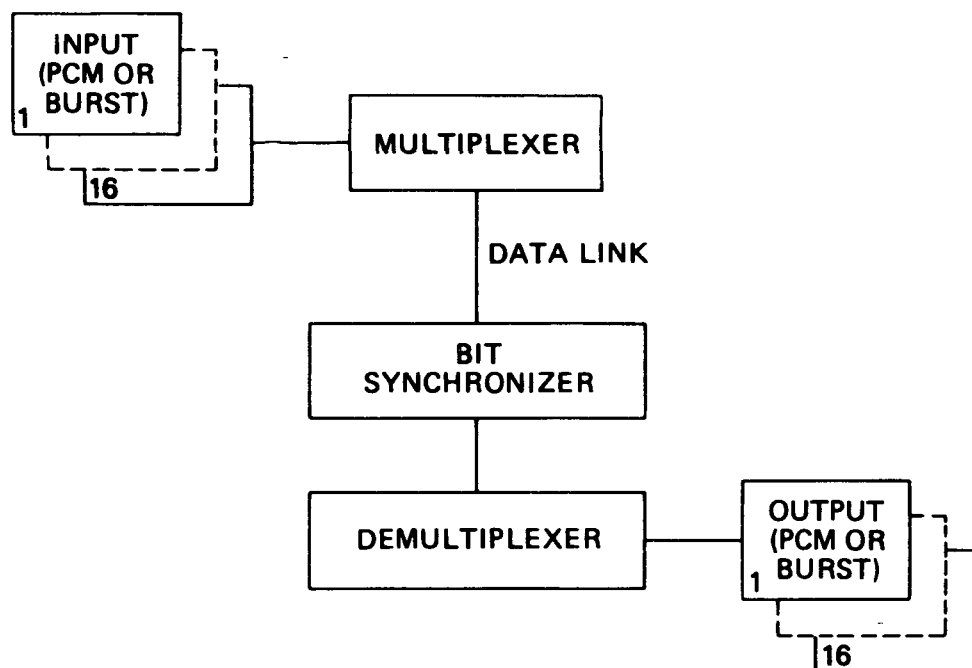 INPUT
(PCM OR
BURST)
1
16
MULTIPLEXER
DATA LINK
BIT
SYNCHRONIZER
DEMULTIPLEXER
OUTPUT
(PCM OR
BURST)
1
16